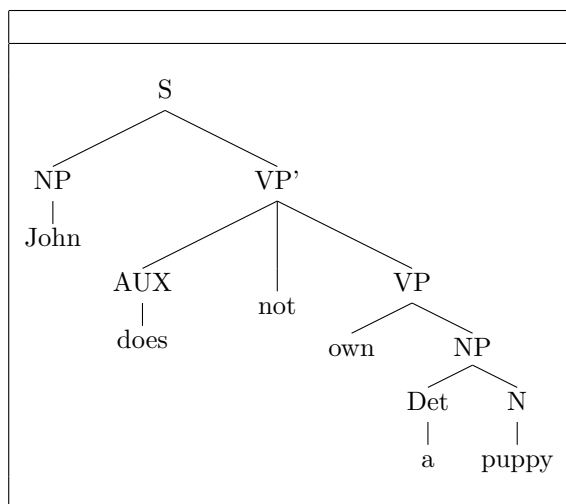 S
NP VP'
John
AUX not VP
does own NP
Det N
a puppy